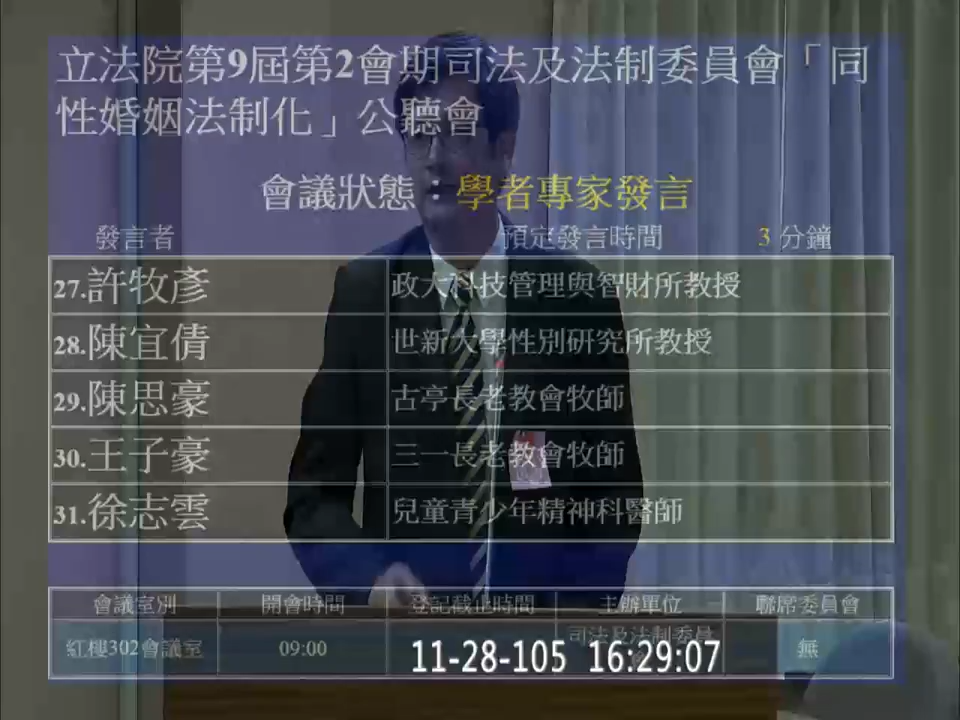 立法院第9屆第2會期司法及法制委員會「同
性婚姻法制化」公聽會
會議狀態：學者專家發言
發言者 預定發言時間 3 分鐘
27.許牧彥 政大科技管理與智財所教授
28.陳宜倩 世新大學性別研究所教授
29.陳思豪 古亭長老教會牧師
30.王子豪 三一長老教會牧師
31.徐志雲 兒童青少年精神科醫師
會議室別 開會時間 登記截止時間 主辦單位 聯席委員會
紅樓302會議室 09:00 司法及法制委員 無
11-28-105 16:29:07